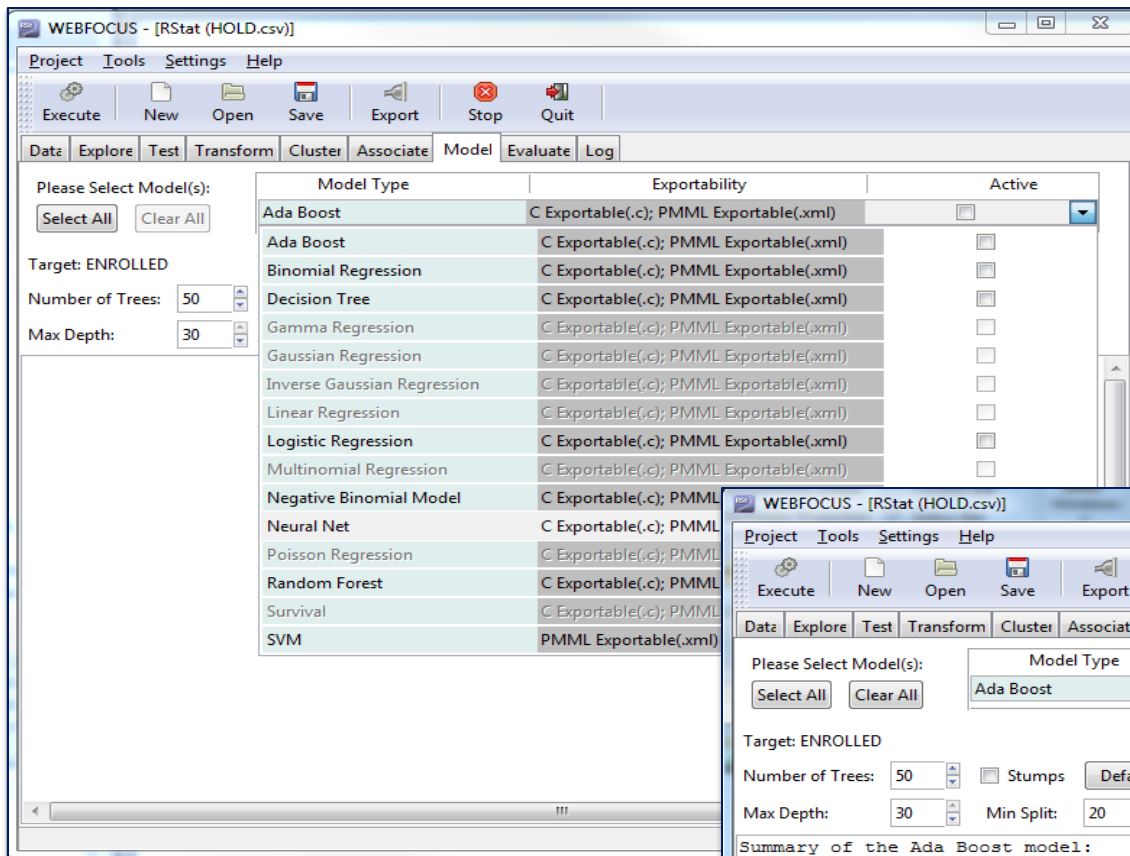 WEBFOCUS - [RStat (HOLD.csv)]
Project Tools Settings Help
Execute New Open Save Export Stop Quit
Data Explore Test Transform Cluster Associate Model Evaluate Log
Please Select Model(s):
Select All Clear All
Target: ENROLLED
Number of Trees: 50
Max Depth: 30
Model Type Exportability Active
Ada Boost C Exportable(.c); PMML Exportable(.xml)
Ada Boost C Exportable(.c); PMML Exportable(.xml)
Binomial Regression C Exportable(.c); PMML Exportable(.xml)
Decision Tree C Exportable(.c); PMML Exportable(.xml)
Gamma Regression C Exportable(.c); PMML Exportable(.xml)
Gaussian Regression C Exportable(.c); PMML Exportable(.xml)
Inverse Gaussian Regression C Exportable(.c); PMML Exportable(.xml)
Linear Regression C Exportable(.c); PMML Exportable(.xml)
Logistic Regression C Exportable(.c); PMML Exportable(.xml)
Multinomial Regression C Exportable(.c); PMML Exportable(.xml)
Negative Binomial Model C Exportable(.c); PMML
Neural Net C Exportable(.c); PMML
Poisson Regression C Exportable(.c); PMML
Random Forest C Exportable(.c); PMML
Survival C Exportable(.c); PMML
SVM PMML Exportable(.xml)
WEBFOCUS - [RStat (HOLD.csv)]
Project Tools Settings Help
Execute New Open Save Export
Data Explore Test Transform Cluster Associat
Please Select Model(s):
Select All Clear All
Model Type
Ada Boost
Target: ENROLLED
Number of Trees: 50 Stumps Defa
Max Depth: 30 Min Split: 20
Summary of the Ada Boost model: